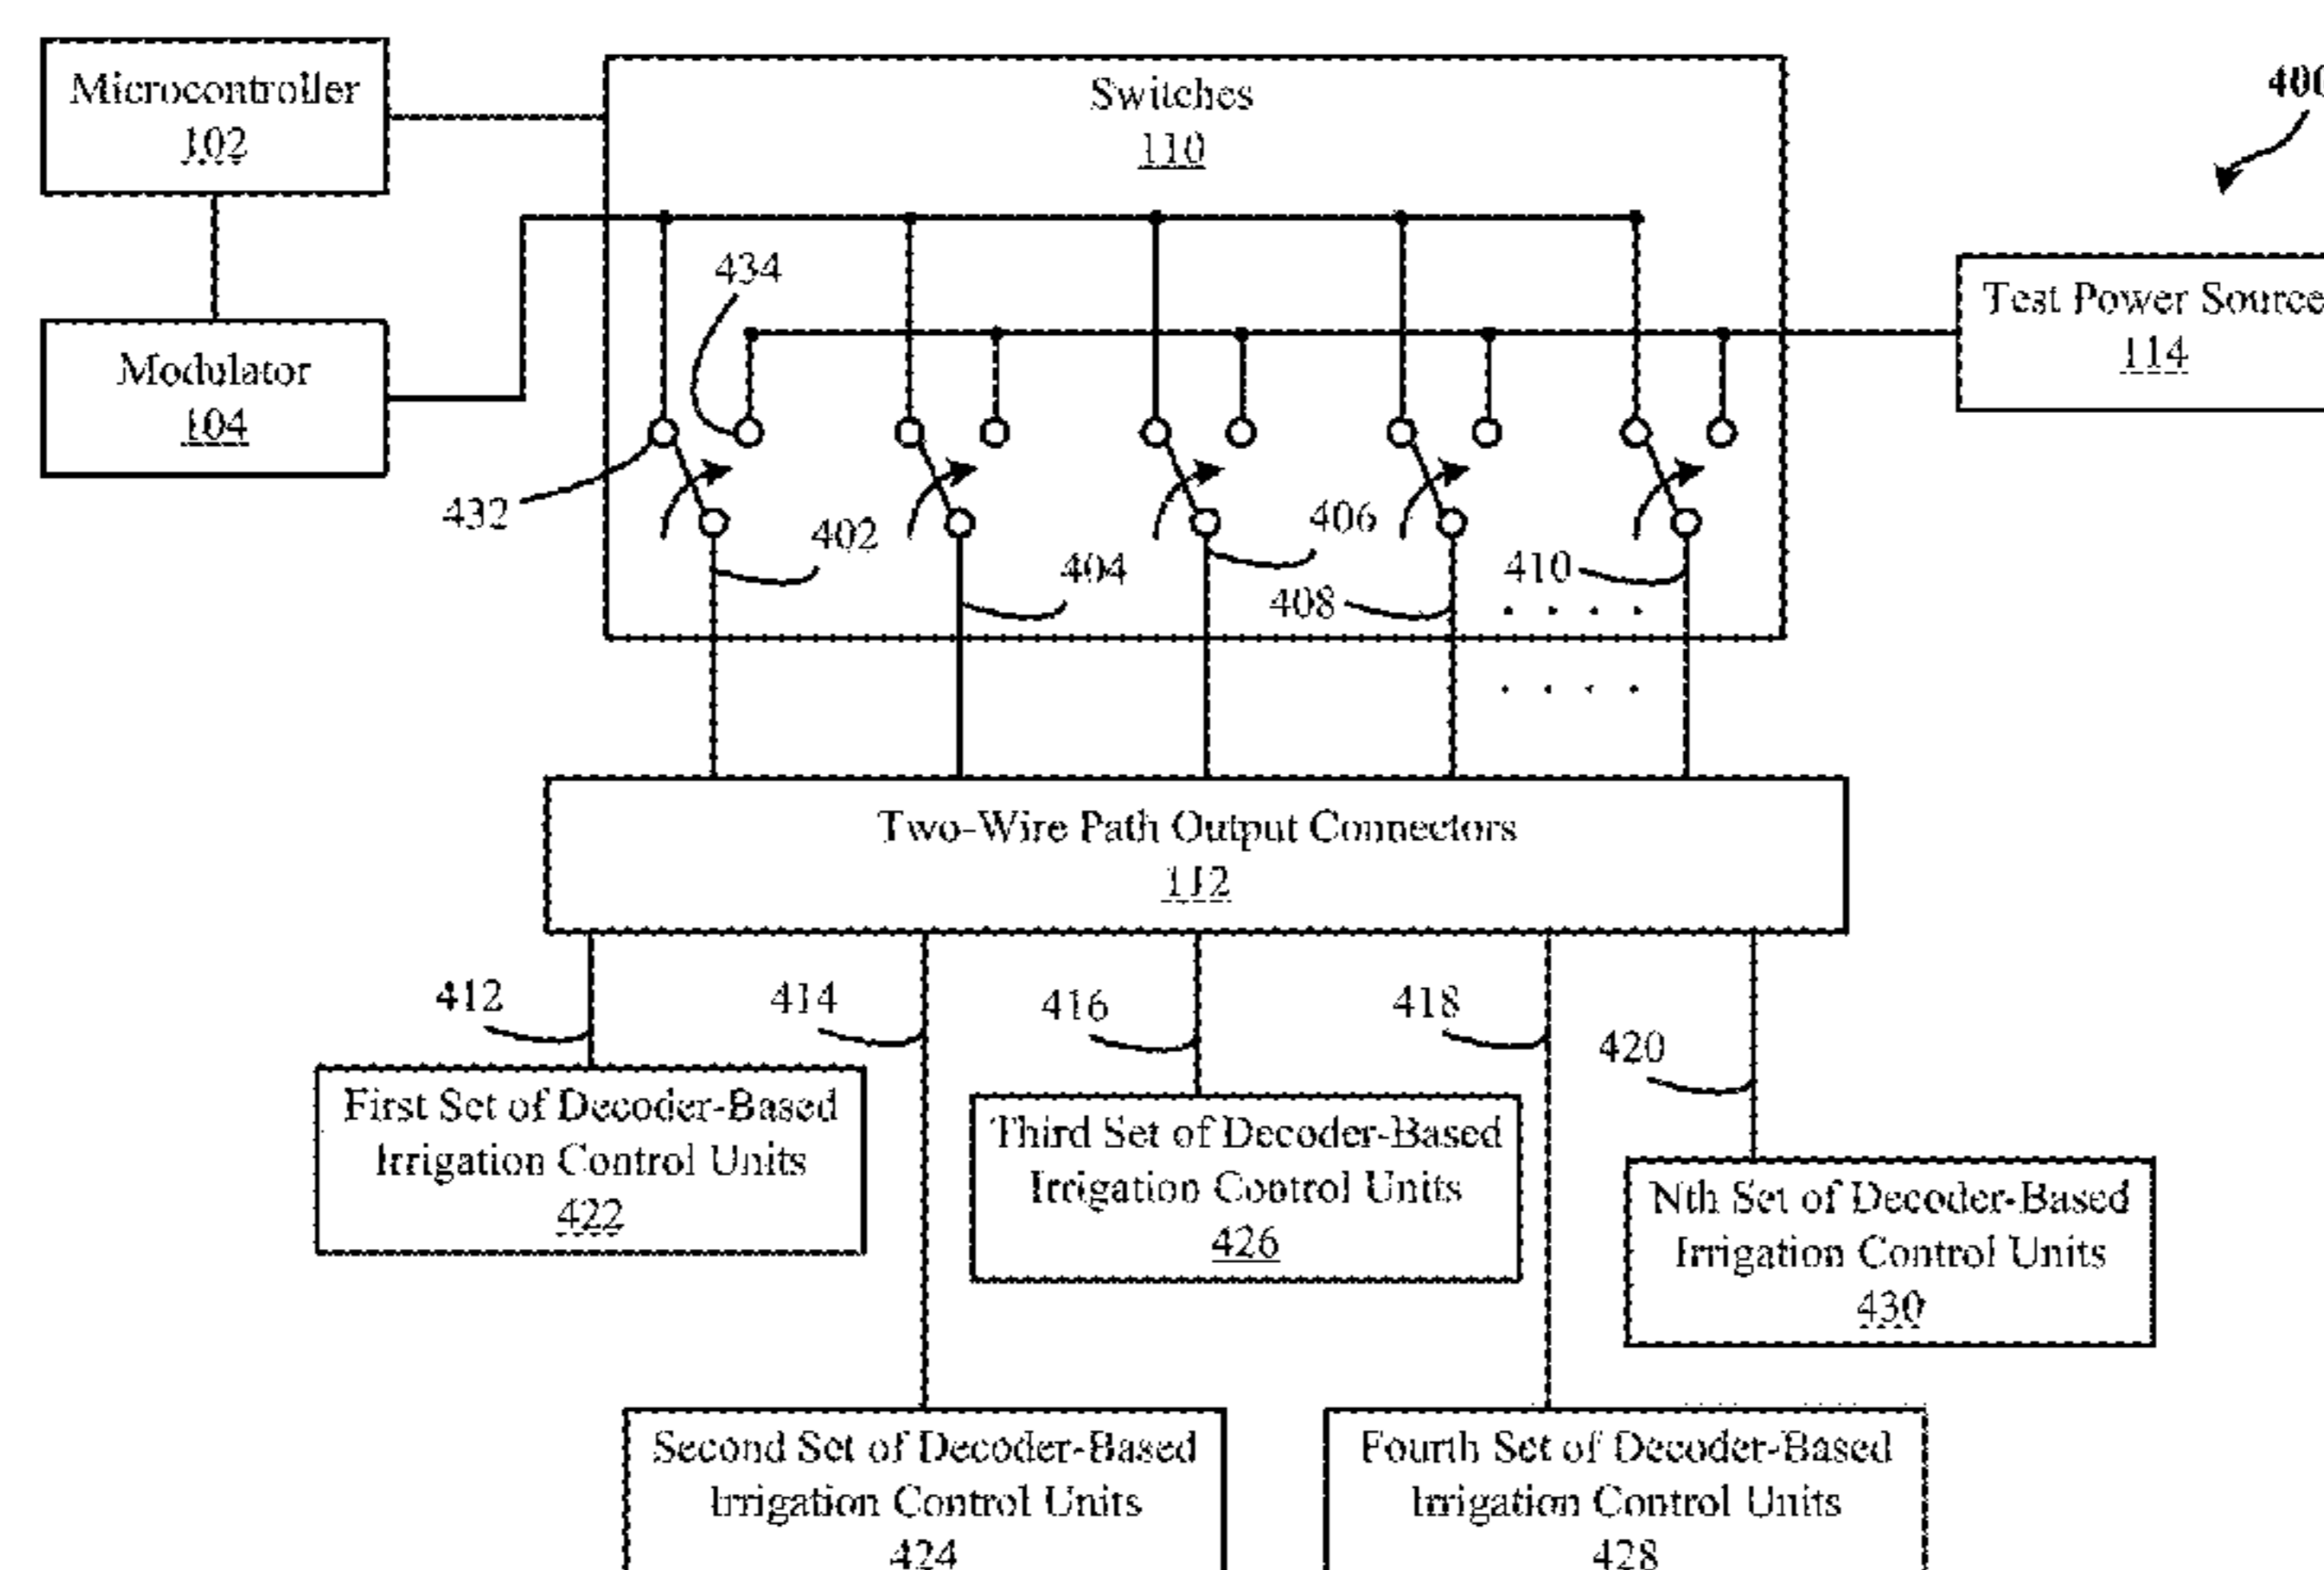 Microcontroller
102
Switches
110
400
434
Test Power Source
114
Modulator
104
432
402
406
404
410
408
Two-Wire Path Output Connectors
112
412
414
416
418
420
First Set of Decoder-Based
Irrigation Control Units
422
Third Set of Decoder-Based
Irrigation Control Units
426
Nth Set of Decoder-Based
Irrigation Control Units
430
Second Set of Decoder-Based
Irrigation Control Units
424
Fourth Set of Decoder-Based
Irrigation Control Units
428